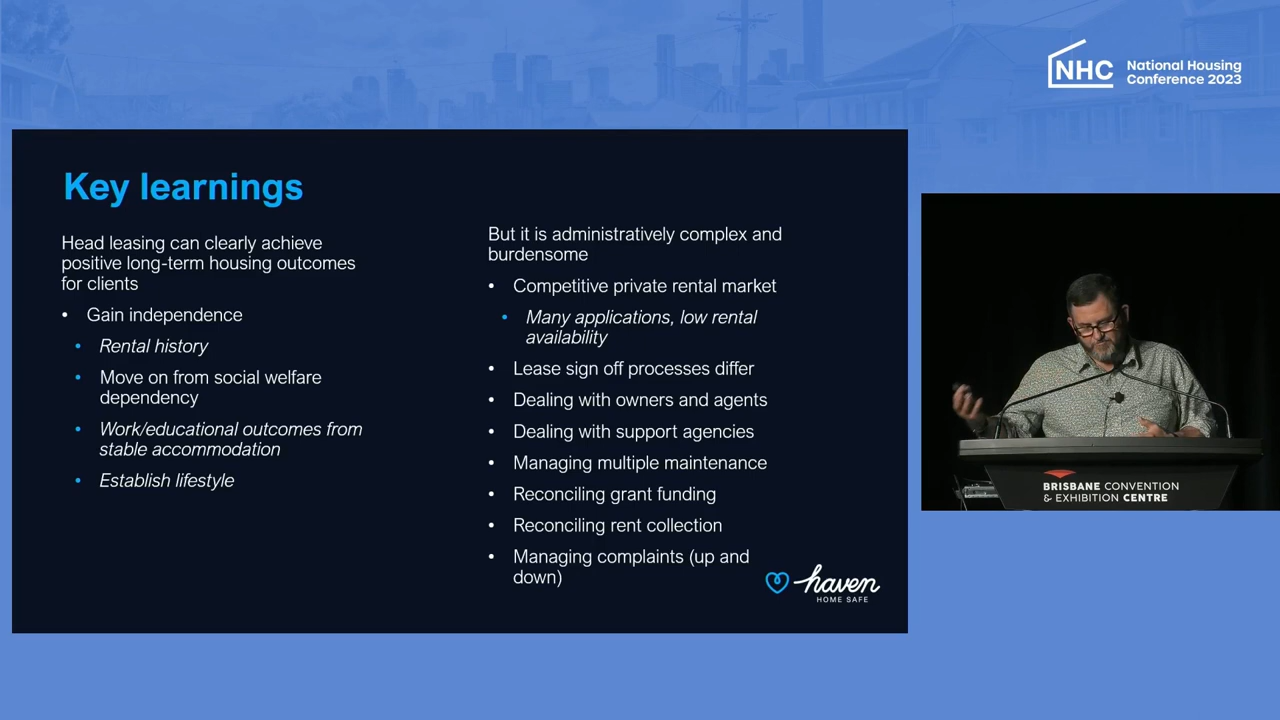 NHC
National Housing
Conference 2023
Key learnings
Head leasing can clearly achieve
positive long-term housing outcomes
for clients
• Gain independence
• Rental history
• Move on from social welfare
dependency
• Work/educational outcomes from
stable accommodation
• Establish lifestyle
But it is administratively complex and
burdensome
• Competitive private rental market
• Many applications, low rental
availability
• Lease sign off processes differ
• Dealing with owners and agents
• Dealing with support agencies
• Managing multiple maintenance
• Reconciling grant funding
• Reconciling rent collection
• Managing complaints (up and
down)
haven
HOME SAFE
BRISBANE CONVENTION
& EXHIBITION CENTRE